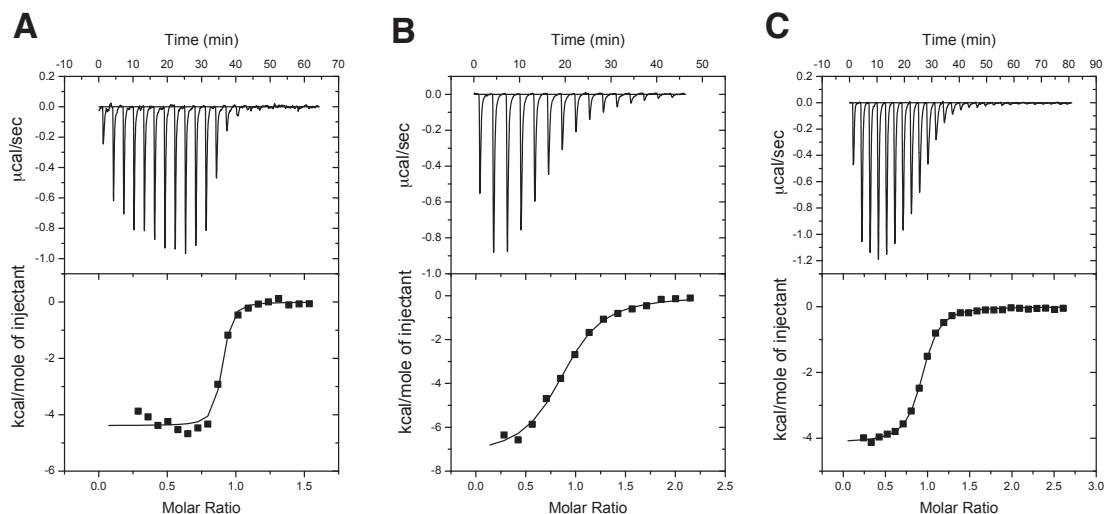 A
B
C
Time (min)
Time (min)
Time (min)
-10 0 10 20 30 40 50 60 70
0 10 20 30 40 50
-10 0 10 20 30 40 50 60 70 80 90
0.2
0.0
-0.2
-0.4
-0.6
-0.8
-1.0
µcal/sec
0.2
0.0
-0.2
-0.4
-0.6
-0.8
-1.0
µcal/sec
0.2
0.0
-0.2
-0.4
-0.6
-0.8
-1.0
-1.2
µcal/sec
0
-2
-4
-6
kcal/mole of injectant
0
-2
-4
-6
-8
kcal/mole of injectant
0
-2
-4
kcal/mole of injectant
0.0 0.5 1.0 1.5
0.0 0.5 1.0 1.5 2.0 2.5
0.0 0.5 1.0 1.5 2.0 2.5 3.0
Molar Ratio
Molar Ratio
Molar Ratio